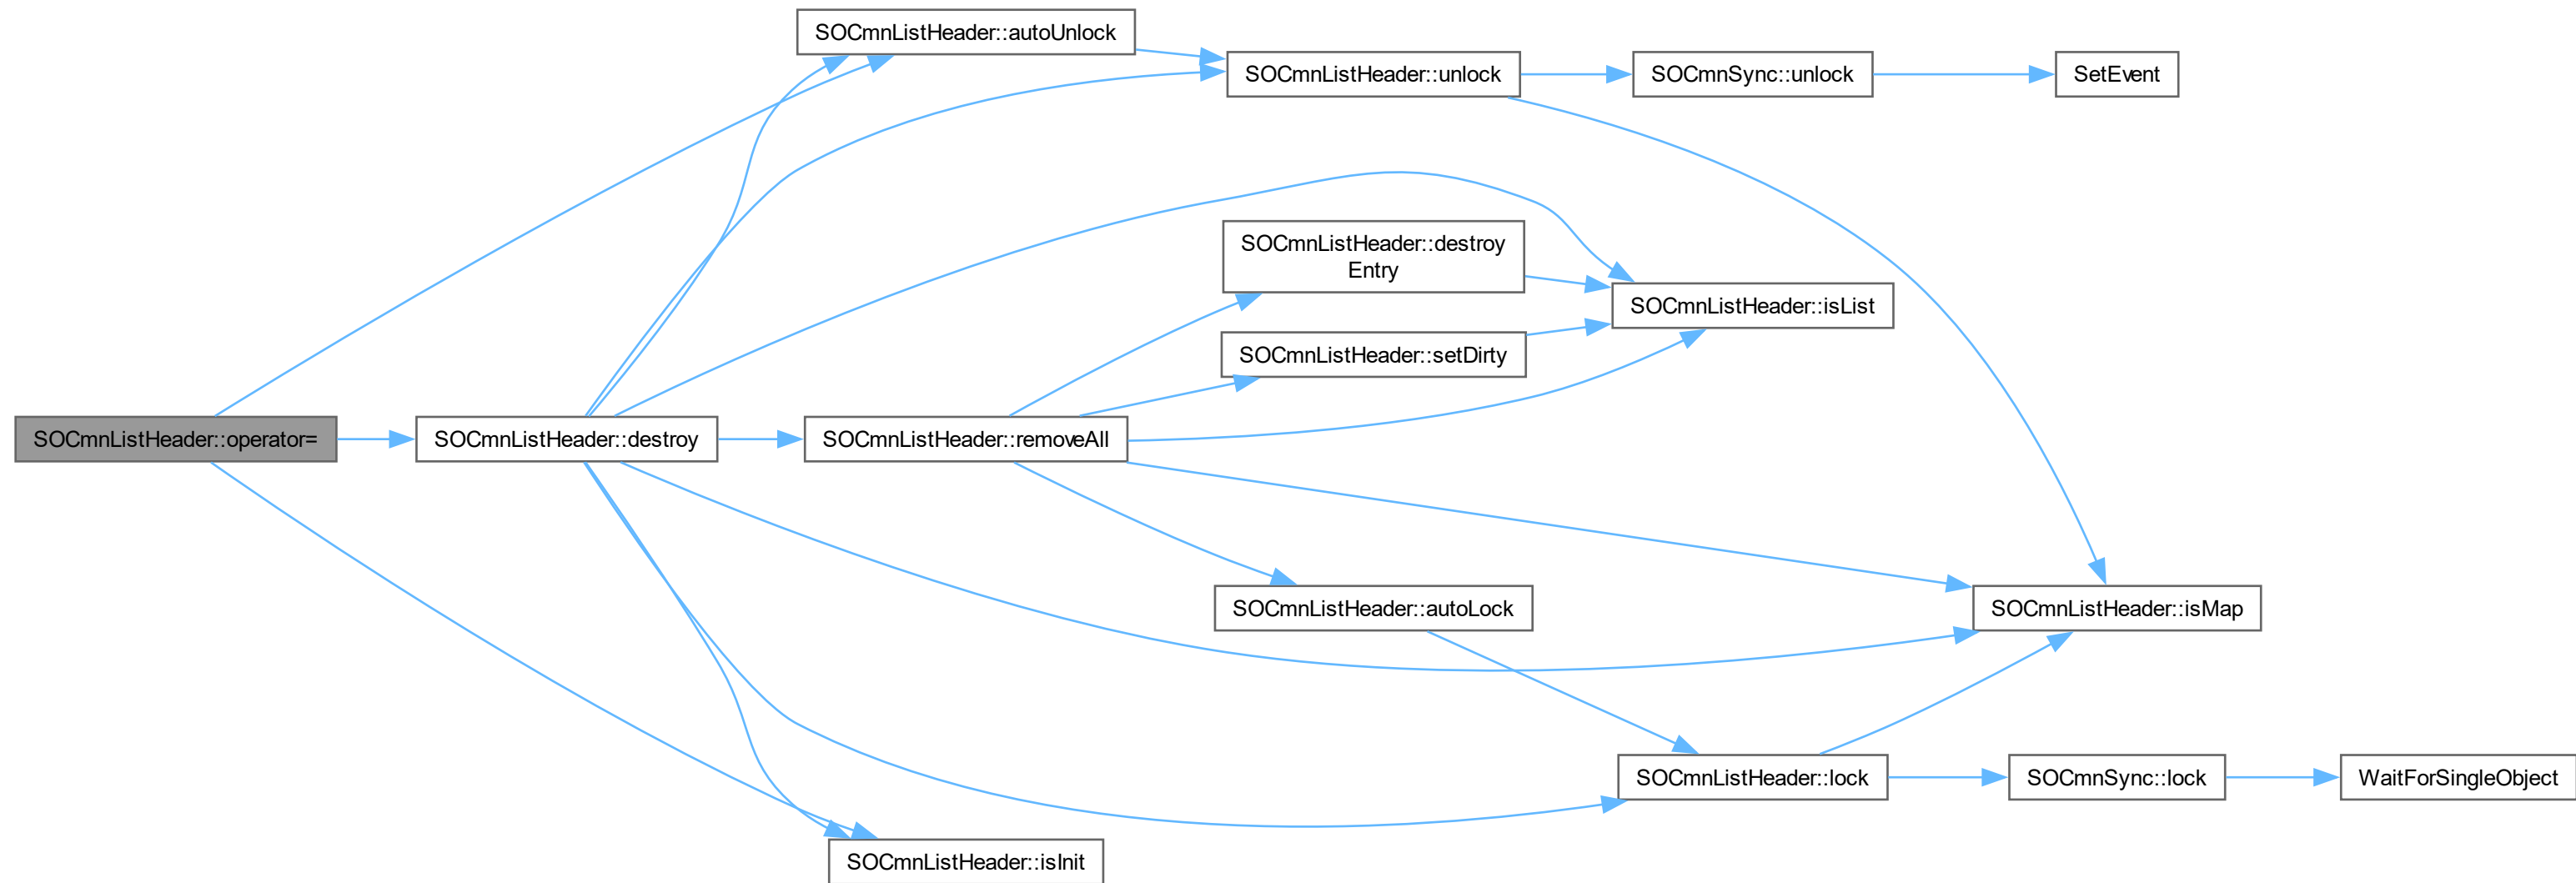 SOCmnListHeader::autoUnlock
SOCmnListHeader::unlock
SOCmnSync::unlock
SetEvent
SOCmnListHeader::destroy
Entry
SOCmnListHeader::isList
SOCmnListHeader::setDirty
SOCmnListHeader::operator=
SOCmnListHeader::destroy
SOCmnListHeader::removeAll
SOCmnListHeader::autoLock
SOCmnListHeader::isMap
SOCmnListHeader::lock
SOCmnSync::lock
WaitForSingleObject
SOCmnListHeader::isInit